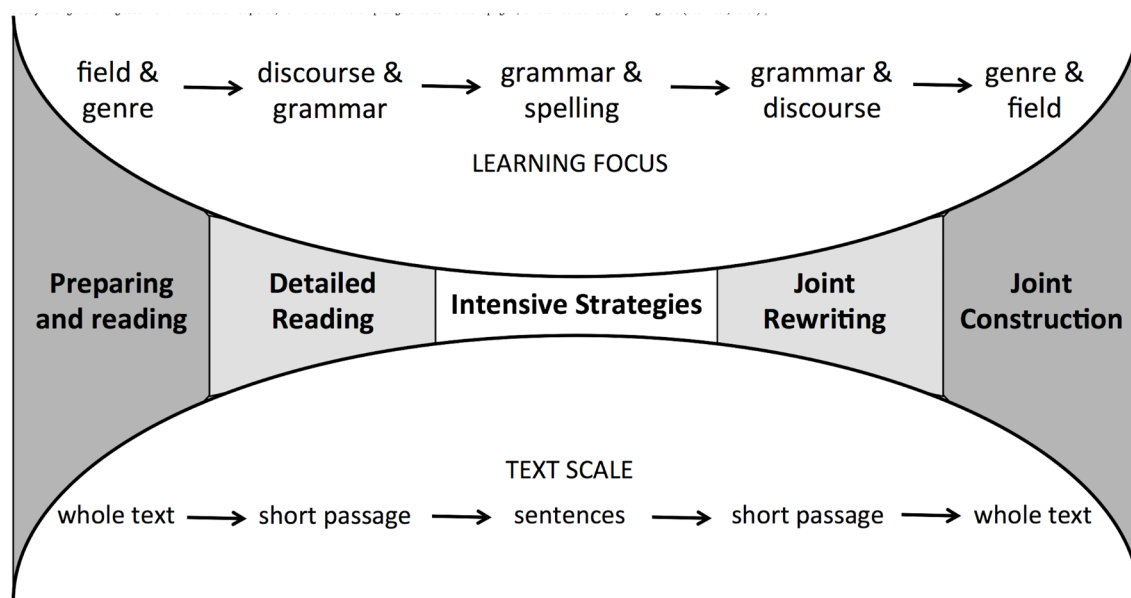 field &
genre
discourse &
grammar
grammar &
spelling
grammar &
discourse
genre &
field
LEARNING FOCUS
Preparing
and reading
Detailed
Reading
Intensive Strategies
Joint
Rewriting
Joint
Construction
TEXT SCALE
whole text
short passage
sentences
short passage
whole text